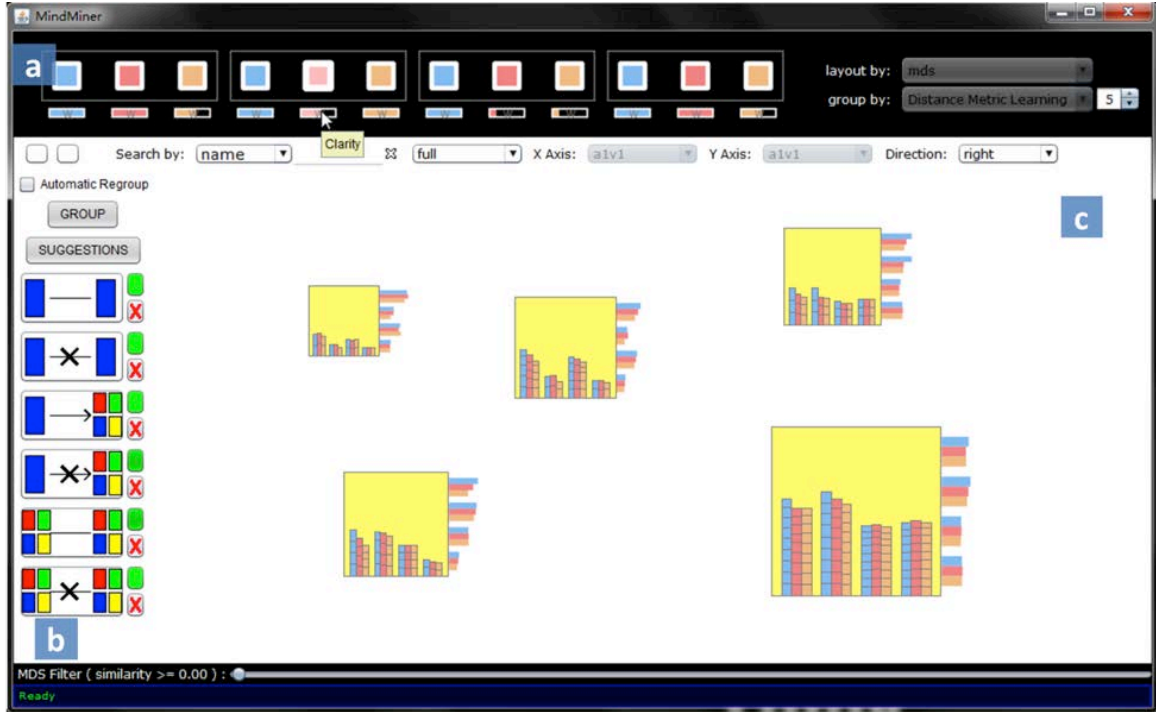 MindMiner
a
W W W W W W W W W W W W
Clarity
layout by: mds
group by: Distance Metric Learning 5
Search by: name full X Axis: a1v1 Y Axis: a1v1 Direction: right
Automatic Regroup
GROUP
SUGGESTIONS
c
b
MDS Filter ( similarity >= 0.00 ) :
Ready